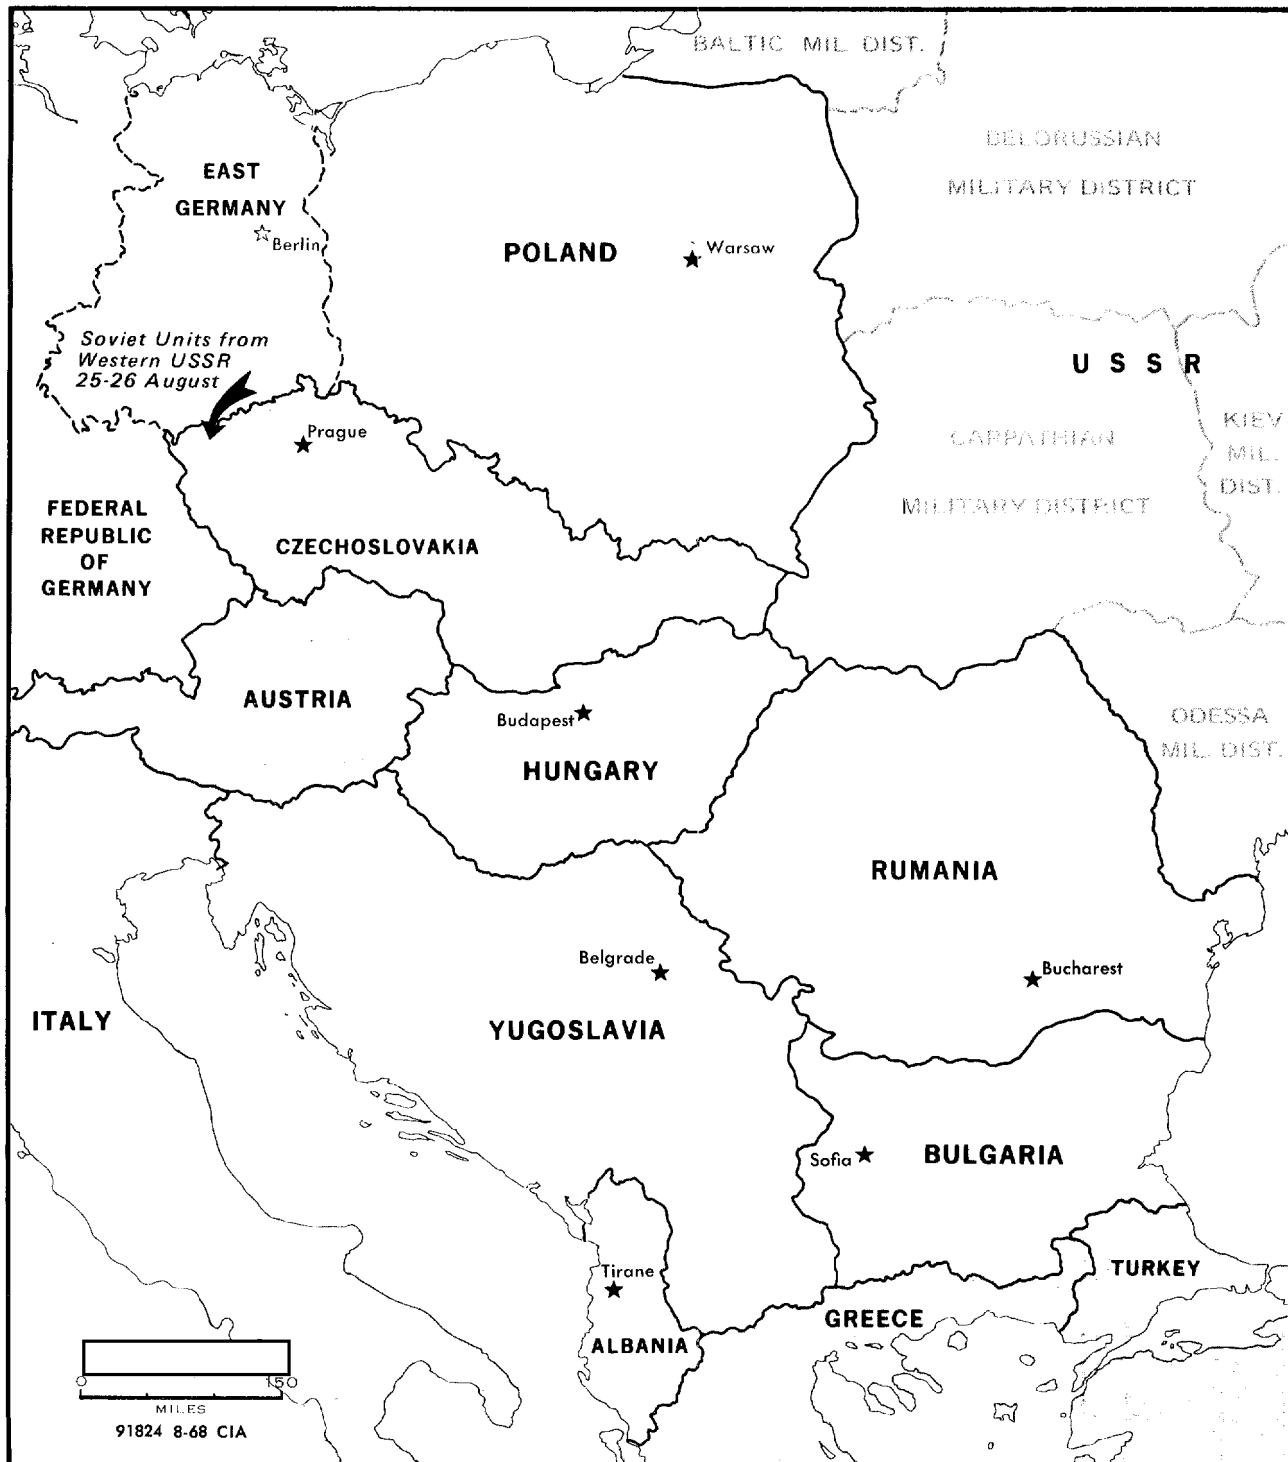 BALTIC MIL. DIST.
BELORUSSIAN
MILITARY DISTRICT
EAST
GERMANY
Berlin
POLAND
Warsaw
Soviet Units from
Western USSR
25-26 August
USSR
Prague
CARPATHIAN
MILITARY DISTRICT
KIEV
MIL.
DIST.
FEDERAL
REPUBLIC
OF
GERMANY
CZECHOSLOVAKIA
AUSTRIA
Budapest
HUNGARY
ODESSA
MIL. DIST.
RUMANIA
Belgrade
Bucharest
ITALY
YUGOSLAVIA
Sofia
BULGARIA
Tirane
TURKEY
GREECE
ALBANIA
0 150
MILES
91824 8-68 CIA